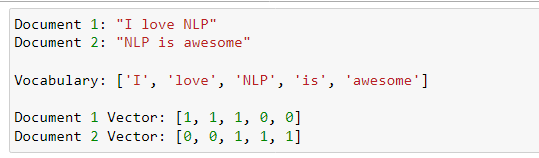 Document 1: "I love NLP"
Document 2: "NLP is awesome"
Vocabulary: ['I', 'love', 'NLP', 'is', 'awesome']
Document 1 Vector: [1, 1, 1, 0, 0]
Document 2 Vector: [0, 0, 1, 1, 1]